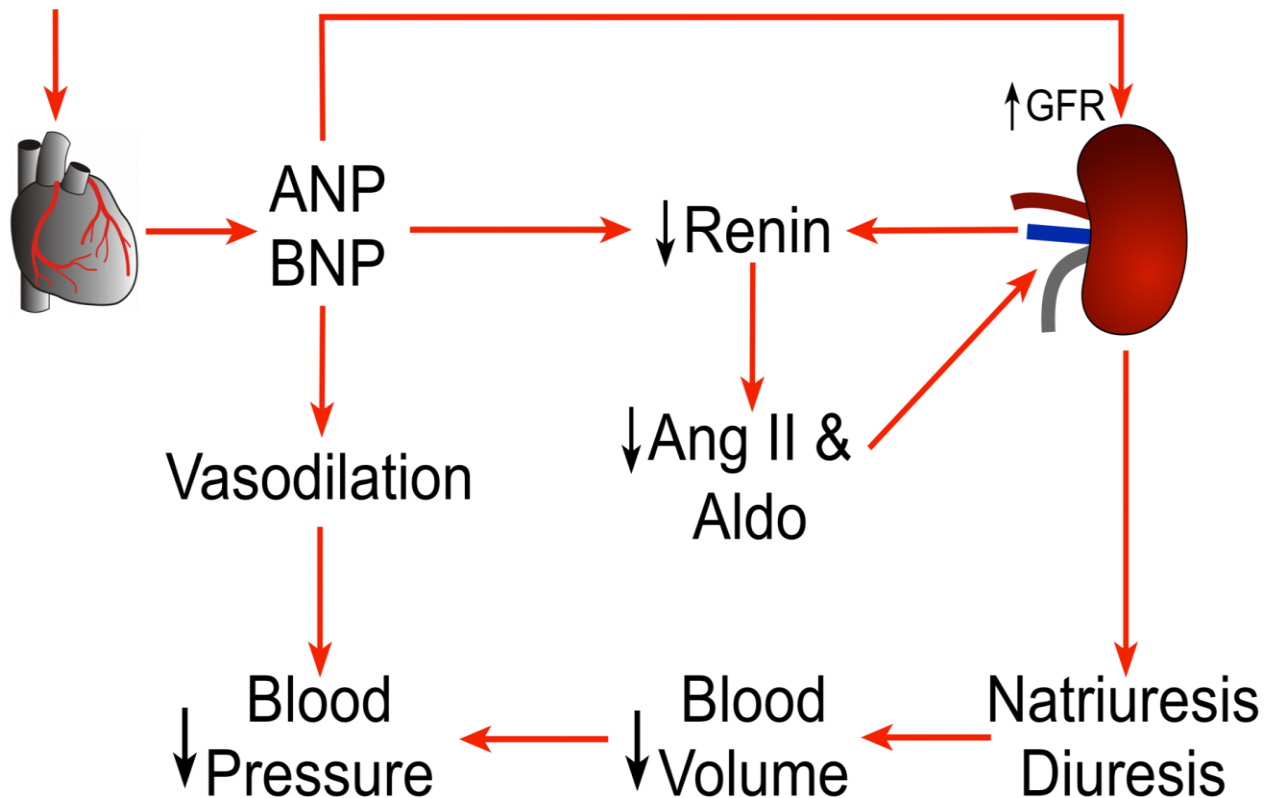 GFR
ANP
BNP
Renin
Ang II &
Aldo
Vasodilation
Blood
Pressure
Blood
Volume
Natriuresis
Diuresis